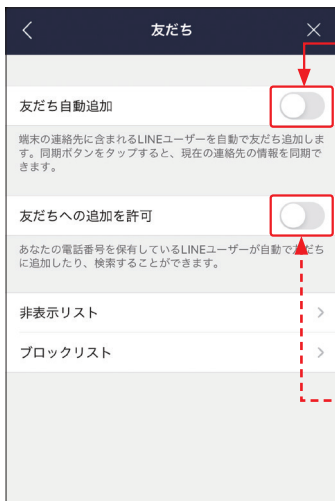 友だち
友だち自動追加
端末の連絡先に含まれるLINEユーザーを自動で友だち追加しま
す。同期ボタンをタップすると、現在の連絡先の情報を同期で
きます。
友だちへの追加を許可
あなたの電話番号を保有しているLINEユーザーが自動で友だち
に追加したり、検索することができます。
非表示リスト
ブロックリスト